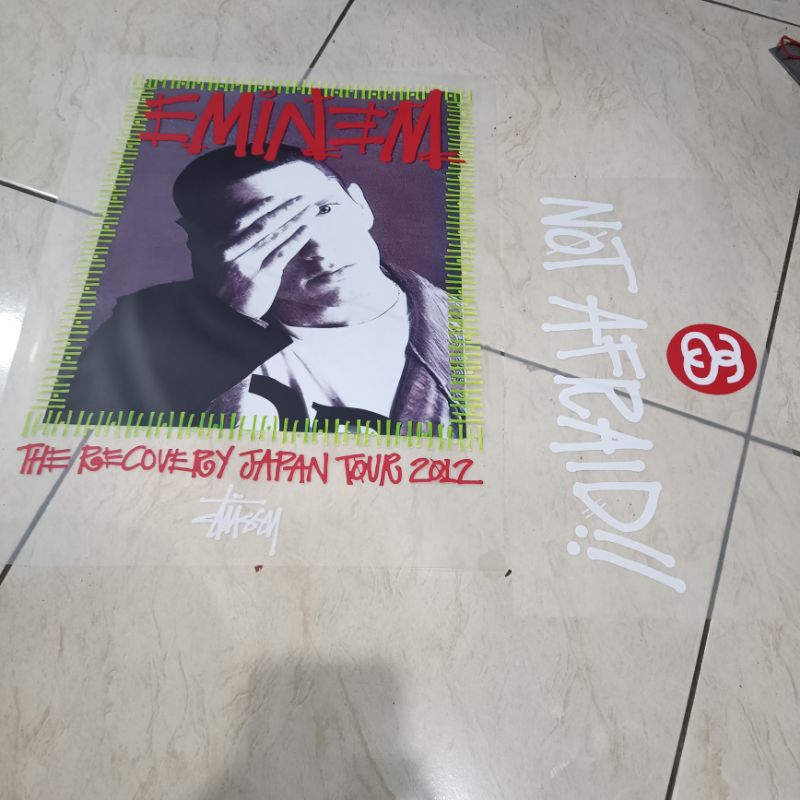 EMINEM
THE RECOVERY JAPAN TOUR 2012
Stüssy
NOT AFRAID!!